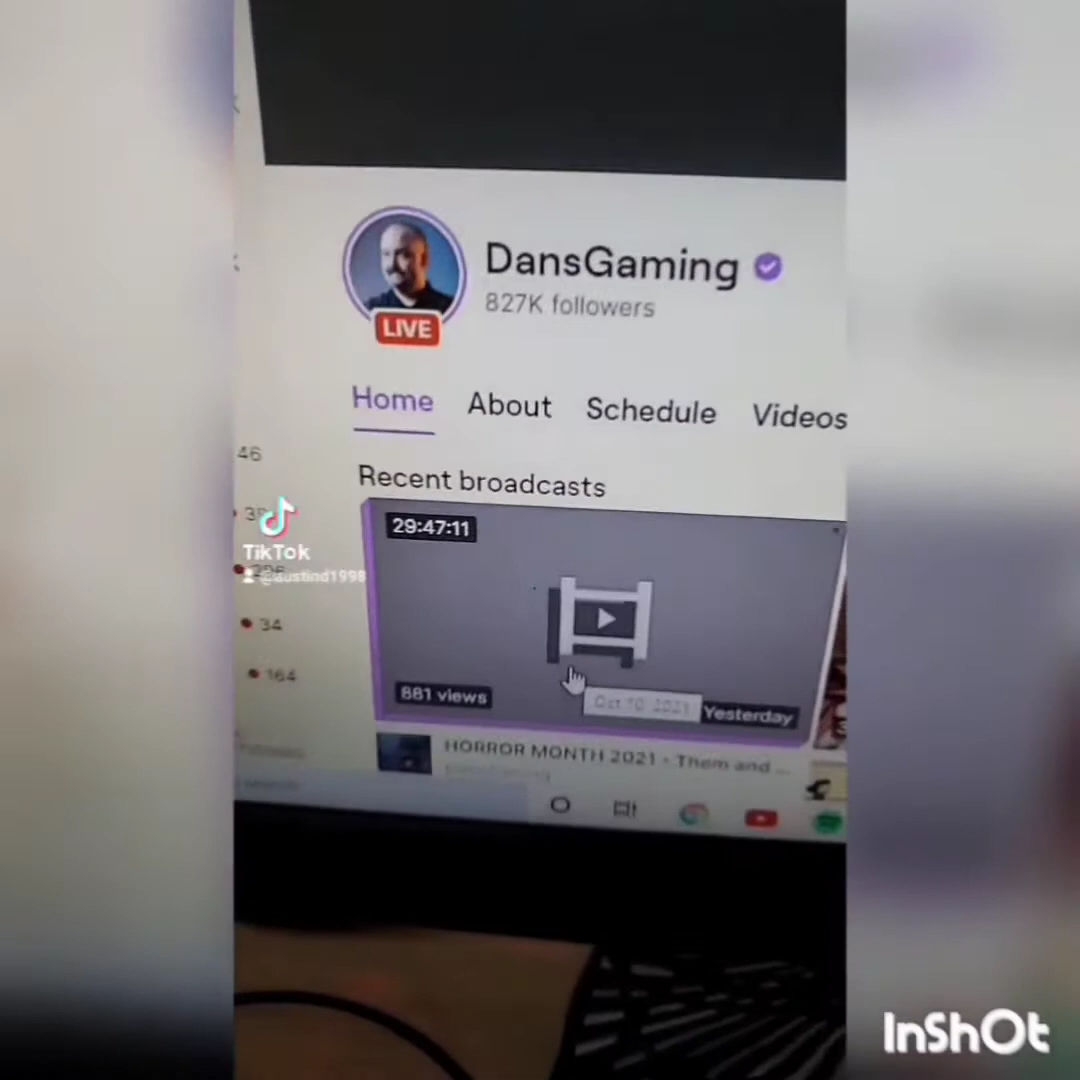 DansGaming
827K followers
LIVE
Home About Schedule Videos
46
Recent broadcasts
29:47:11
TikTok
@austind1998
34
164
881 views
Oct 10, 2021
Yesterday
HORROR MONTH 2021 - Them and ...
InShOt